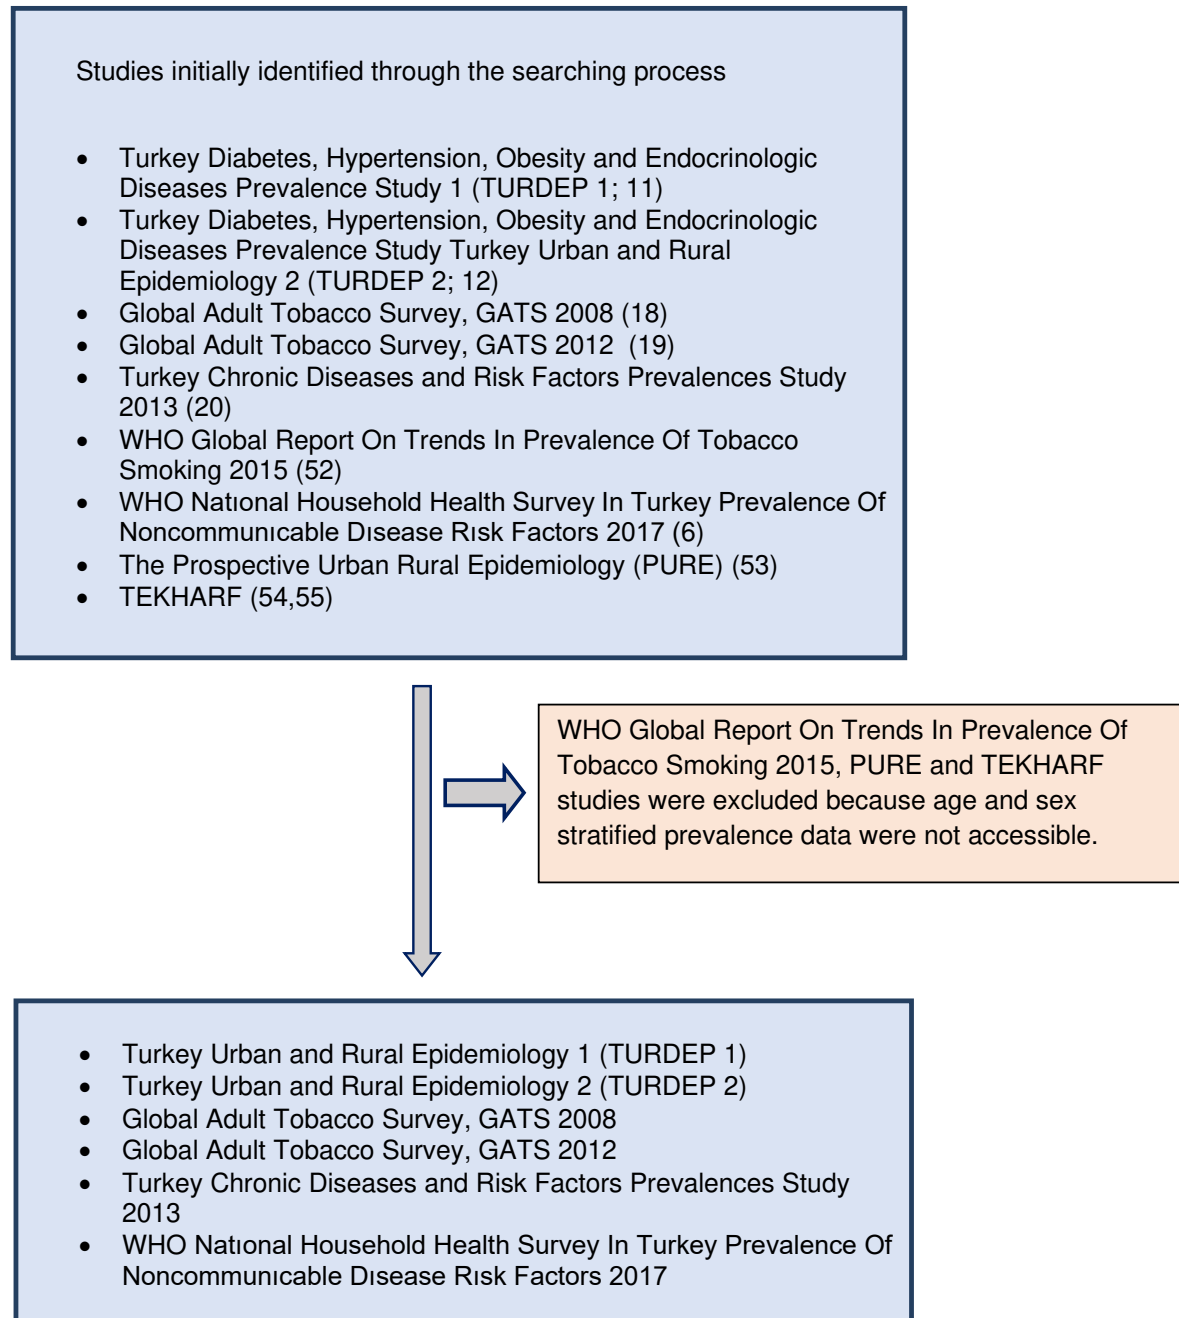 Studies initially identified through the searching process
• Turkey Diabetes, Hypertension, Obesity and Endocrinologic
Diseases Prevalence Study 1 (TURDEP 1; 11)
• Turkey Diabetes, Hypertension, Obesity and Endocrinologic
Diseases Prevalence Study Turkey Urban and Rural
Epidemiology 2 (TURDEP 2; 12)
• Global Adult Tobacco Survey, GATS 2008 (18)
• Global Adult Tobacco Survey, GATS 2012 (19)
• Turkey Chronic Diseases and Risk Factors Prevalences Study
2013 (20)
• WHO Global Report On Trends In Prevalence Of Tobacco
Smoking 2015 (52)
• WHO Natıonal Household Health Survey In Turkey Prevalence Of
Noncommunıcable Dısease Rısk Factors 2017 (6)
• The Prospective Urban Rural Epidemiology (PURE) (53)
• TEKHARF (54,55)
WHO Global Report On Trends In Prevalence Of
Tobacco Smoking 2015, PURE and TEKHARF
studies were excluded because age and sex
stratified prevalence data were not accessible.
• Turkey Urban and Rural Epidemiology 1 (TURDEP 1)
• Turkey Urban and Rural Epidemiology 2 (TURDEP 2)
• Global Adult Tobacco Survey, GATS 2008
• Global Adult Tobacco Survey, GATS 2012
• Turkey Chronic Diseases and Risk Factors Prevalences Study
2013
• WHO Natıonal Household Health Survey In Turkey Prevalence Of
Noncommunıcable Dısease Rısk Factors 2017